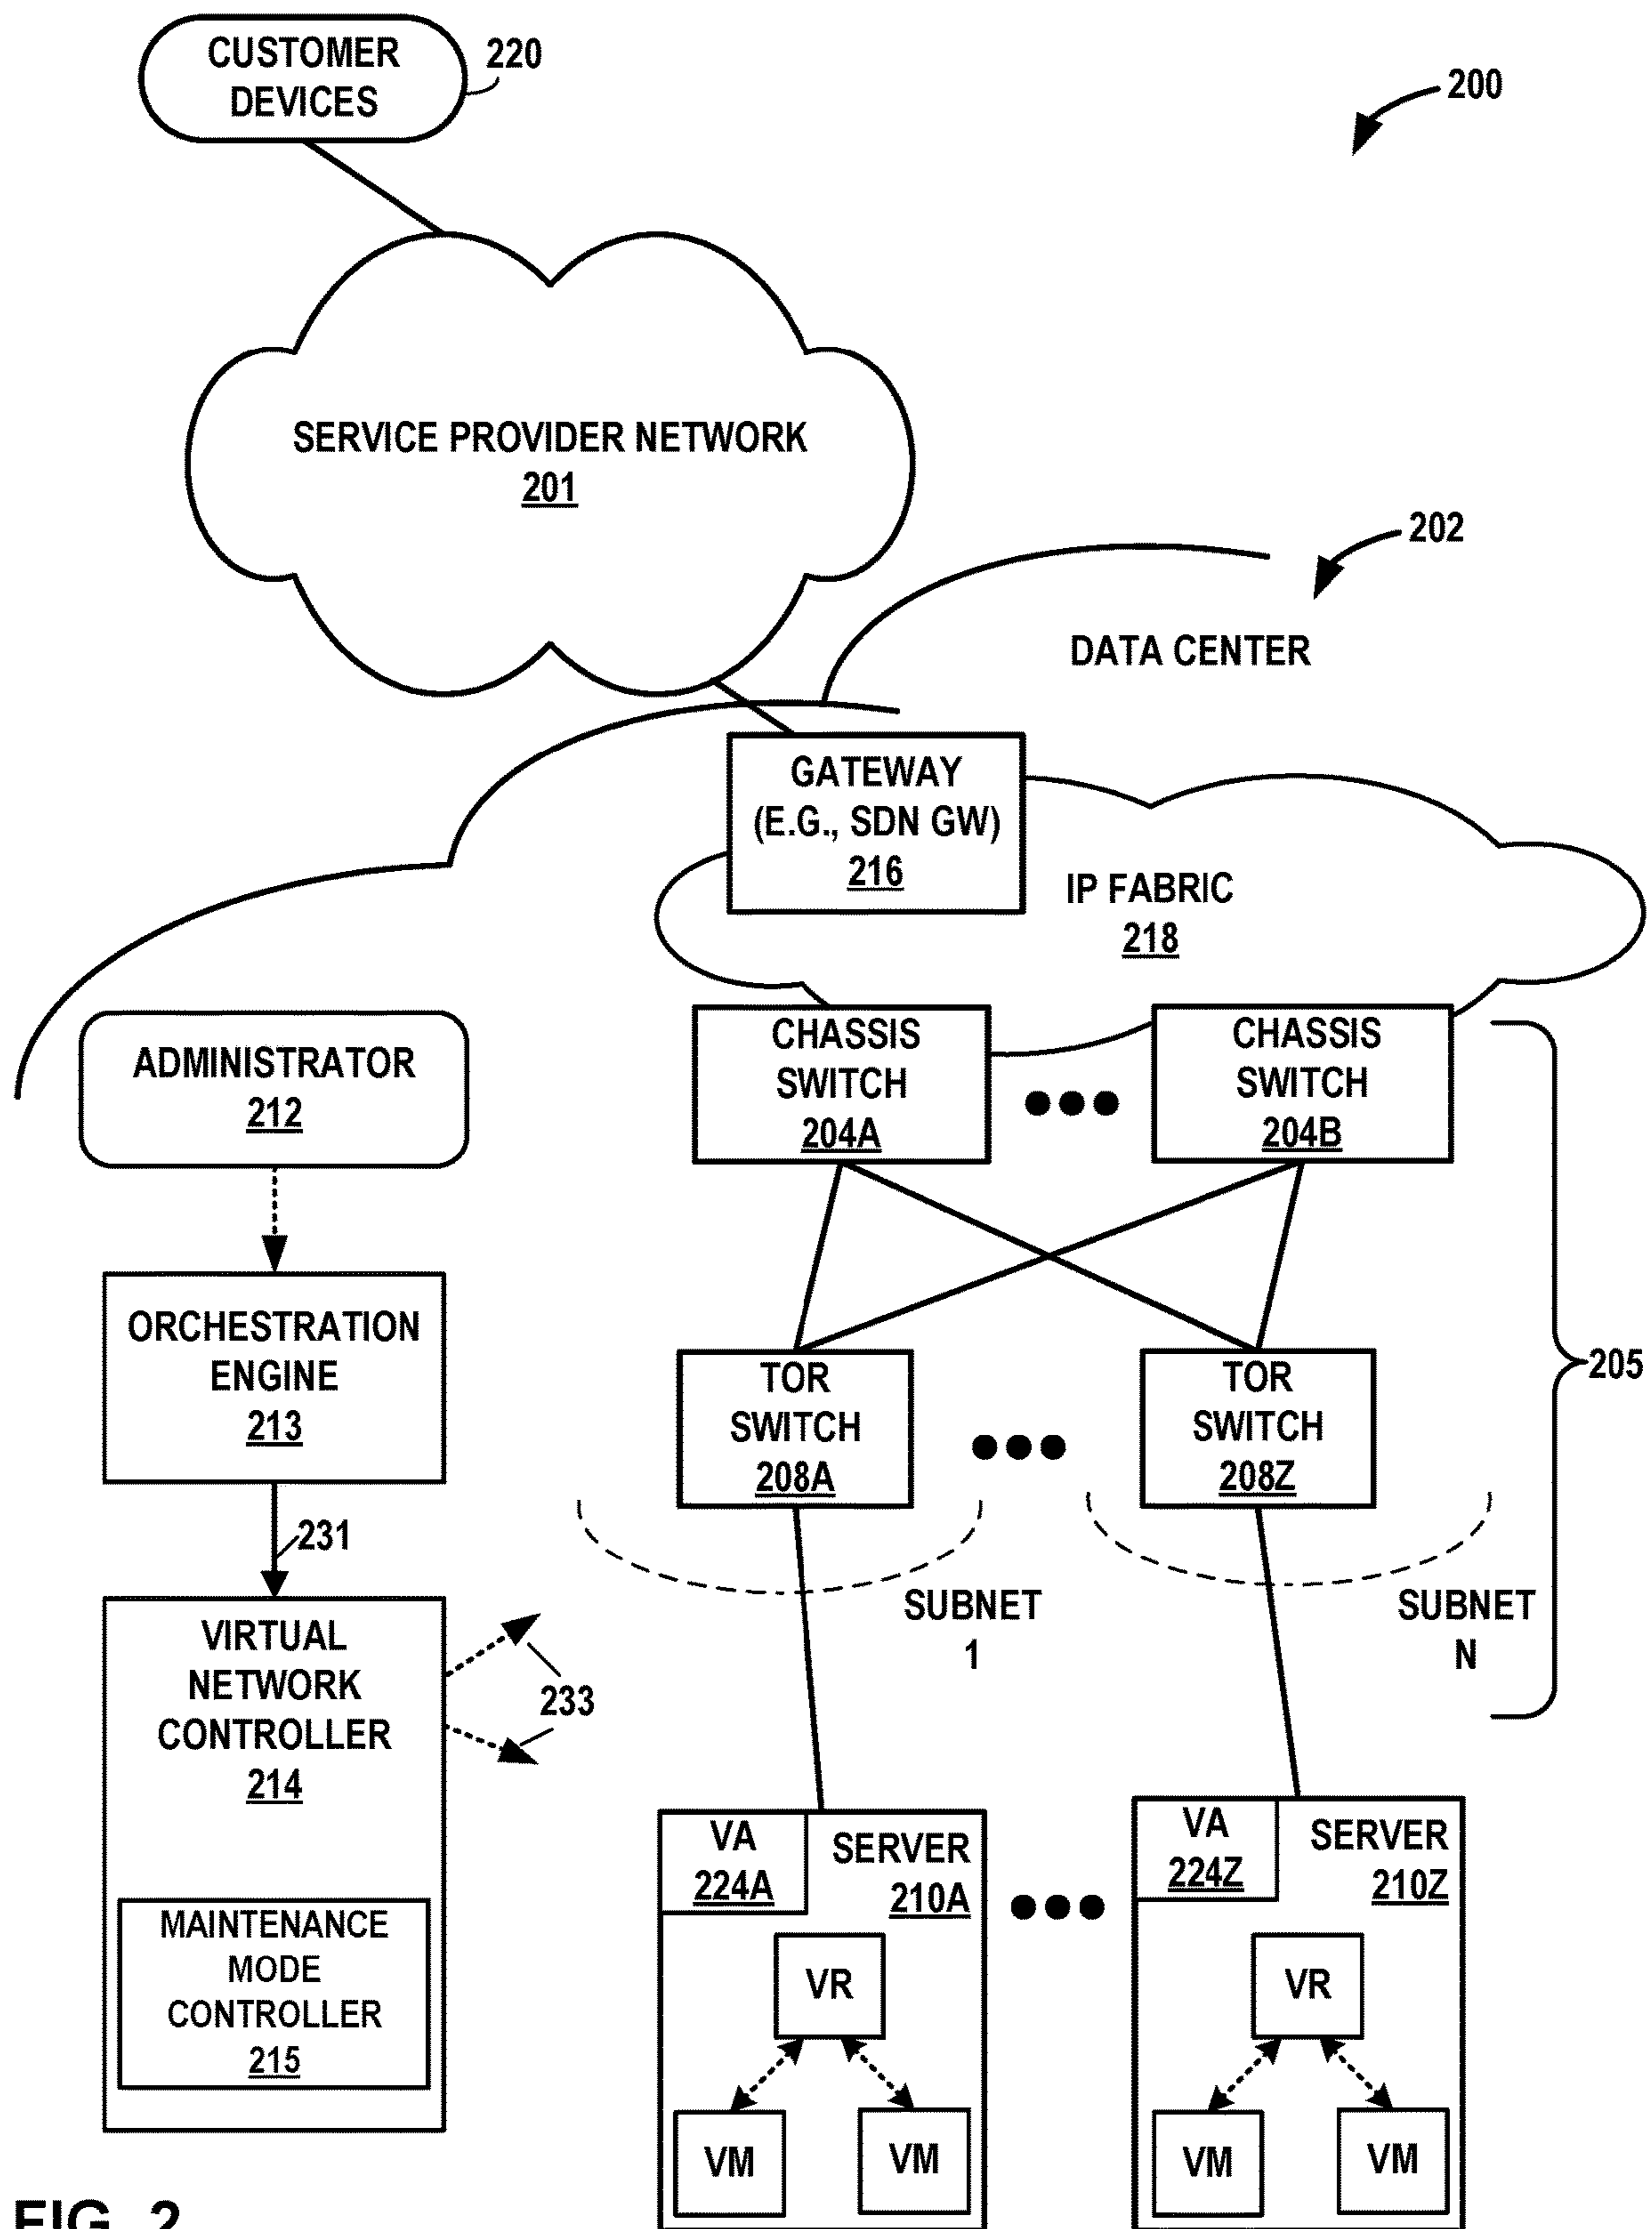 CUSTOMER
DEVICES
220
200
SERVICE PROVIDER NETWORK
201
202
DATA CENTER
GATEWAY
(E.G., SDN GW)
216
IP FABRIC
218
ADMINISTRATOR
212
CHASSIS
SWITCH
204A
CHASSIS
SWITCH
204B
ORCHESTRATION
ENGINE
213
TOR
SWITCH
208A
TOR
SWITCH
208Z
205
231
SUBNET
1
SUBNET
N
VIRTUAL
NETWORK
CONTROLLER
214
233
MAINTENANCE
MODE
CONTROLLER
215
VA
224A
SERVER
210A
VR
VM
VM
VA
224Z
SERVER
210Z
VR
VM
VM
FIG. 2